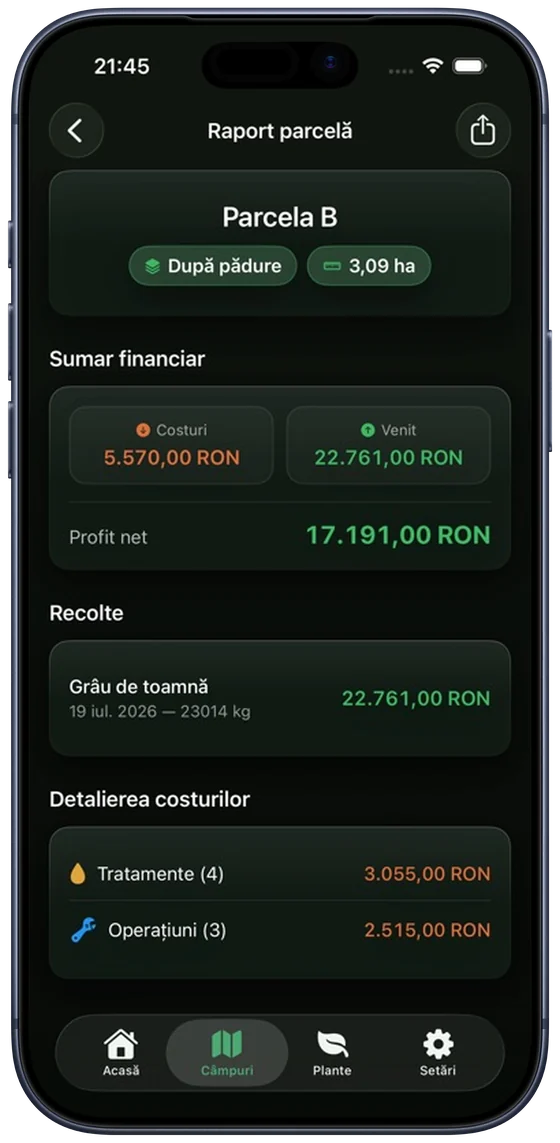 21:45
Raport parcelă
Parcela B
După pădure
3,09 ha
Sumar financiar
Costuri
5.570,00 RON
Venit
22.761,00 RON
Profit net
17.191,00 RON
Recolte
Grâu de toamnă
19 iul. 2026 — 23014 kg
22.761,00 RON
Detalierea costurilor
Tratamente (4)
3.055,00 RON
Operațiuni (3)
2.515,00 RON
Acasă
Câmpuri
Plante
Setări